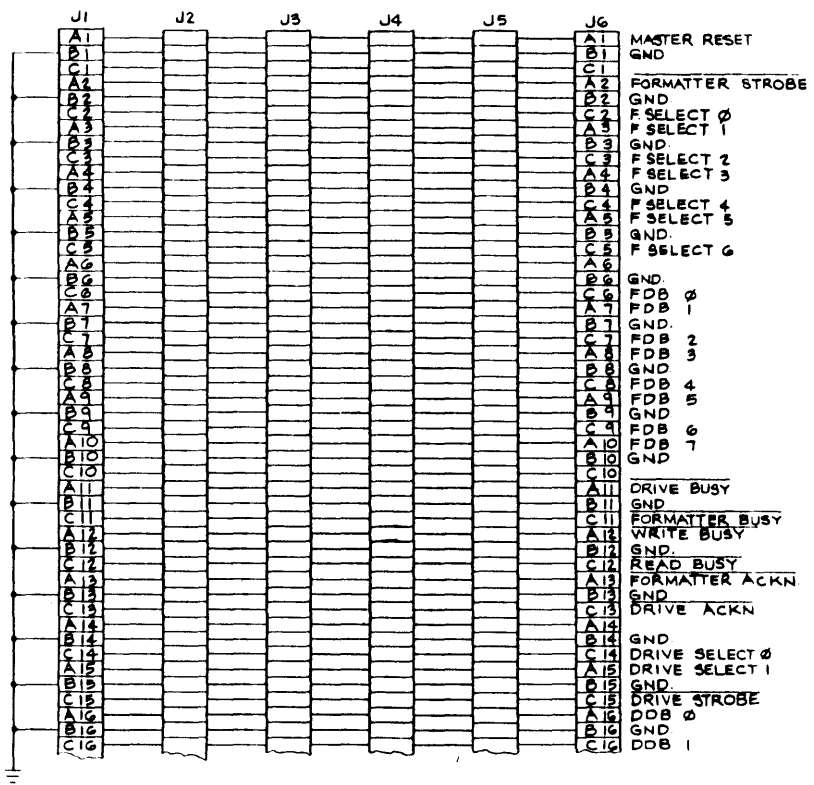 J1 J2 J3 J4 J5 J6
A1 A1 MASTER RESET
B1 B1 GND
C1 C1
A2 A2 FORMATTER STROBE
B2 B2 GND
C2 C2 F. SELECT Ø
A3 A3 F SELECT 1
B3 B3 GND.
C3 C3 F SELECT 2
A4 A4 F SELECT 3
B4 B4 GND
C4 C4 F SELECT 4
A5 A5 F SELECT 5
B5 B5 GND.
C5 C5 F SELECT 6
A6 A6
B6 B6 GND.
C6 C6 FDB Ø
A7 A7 FDB 1
B7 B7 GND.
C7 C7 FDB 2
A8 A8 FDB 3
B8 B8 GND
C8 C8 FDB 4
A9 A9 FDB 5
B9 B9 GND
C9 C9 FDB 6
A10 A10 FDB 7
B10 B10 GND
C10 C10
A11 A11 DRIVE BUSY
B11 B11 GND
C11 C11 FORMATTER BUSY
A12 A12 WRITE BUSY
B12 B12 GND.
C12 C12 READ BUSY
A13 A13 FORMATTER ACKN.
B13 B13 GND
C13 C13 DRIVE ACKN
A14 A14
B14 B14 GND.
C14 C14 DRIVE SELECT Ø
A15 A15 DRIVE SELECT 1
B15 B15 GND.
C15 C15 DRIVE STROBE
A16 A16 DDB Ø
B16 B16 GND
C16 C16 DDB 1